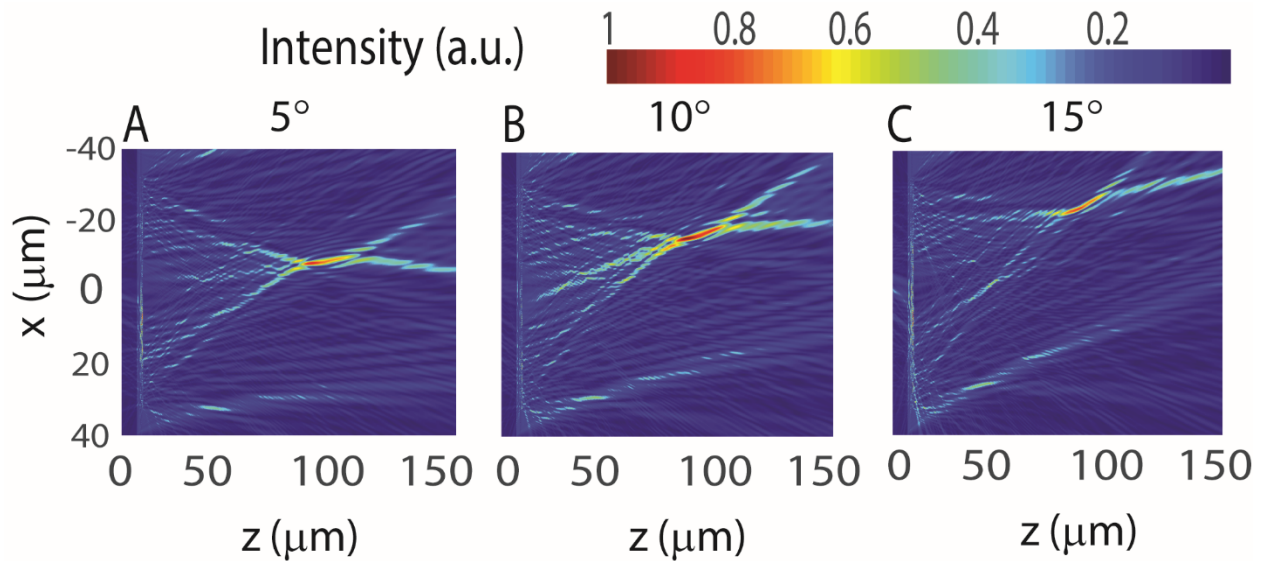 Intensity (a.u.)
1 0.8 0.6 0.4 0.2
A 5° B 10° C 15°
-40
-20
0
20
40
x (μm)
0 50 100 150 0 50 100 150 0 50 100 150
z (μm) z (μm) z (μm)